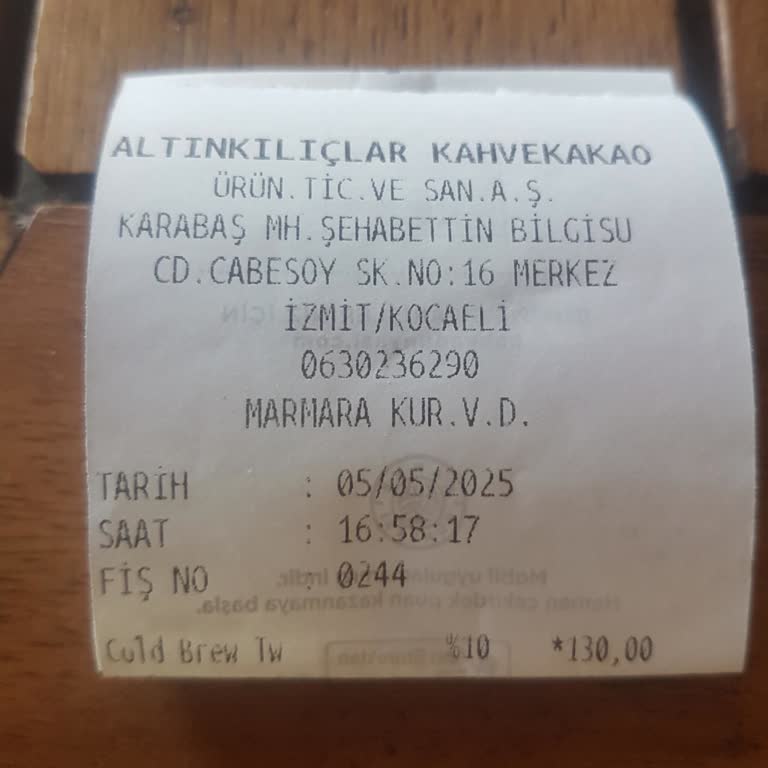 ALTINKILIÇLAR KAHVEKAKAO
ÜRÜN.TİC.VE SAN.A.Ş.
KARABAŞ MH.ŞEHABETTİN BİLGİSU
CD.CABESOY SK.NO:16 MERKEZ
İZMİT/KOCAELİ
0630236290
MARMARA KUR.V.D.
TARİH : 05/05/2025
SAAT : 16:58:17
FİŞ NO : 0244
Cold Brew Tw %10 *130,00